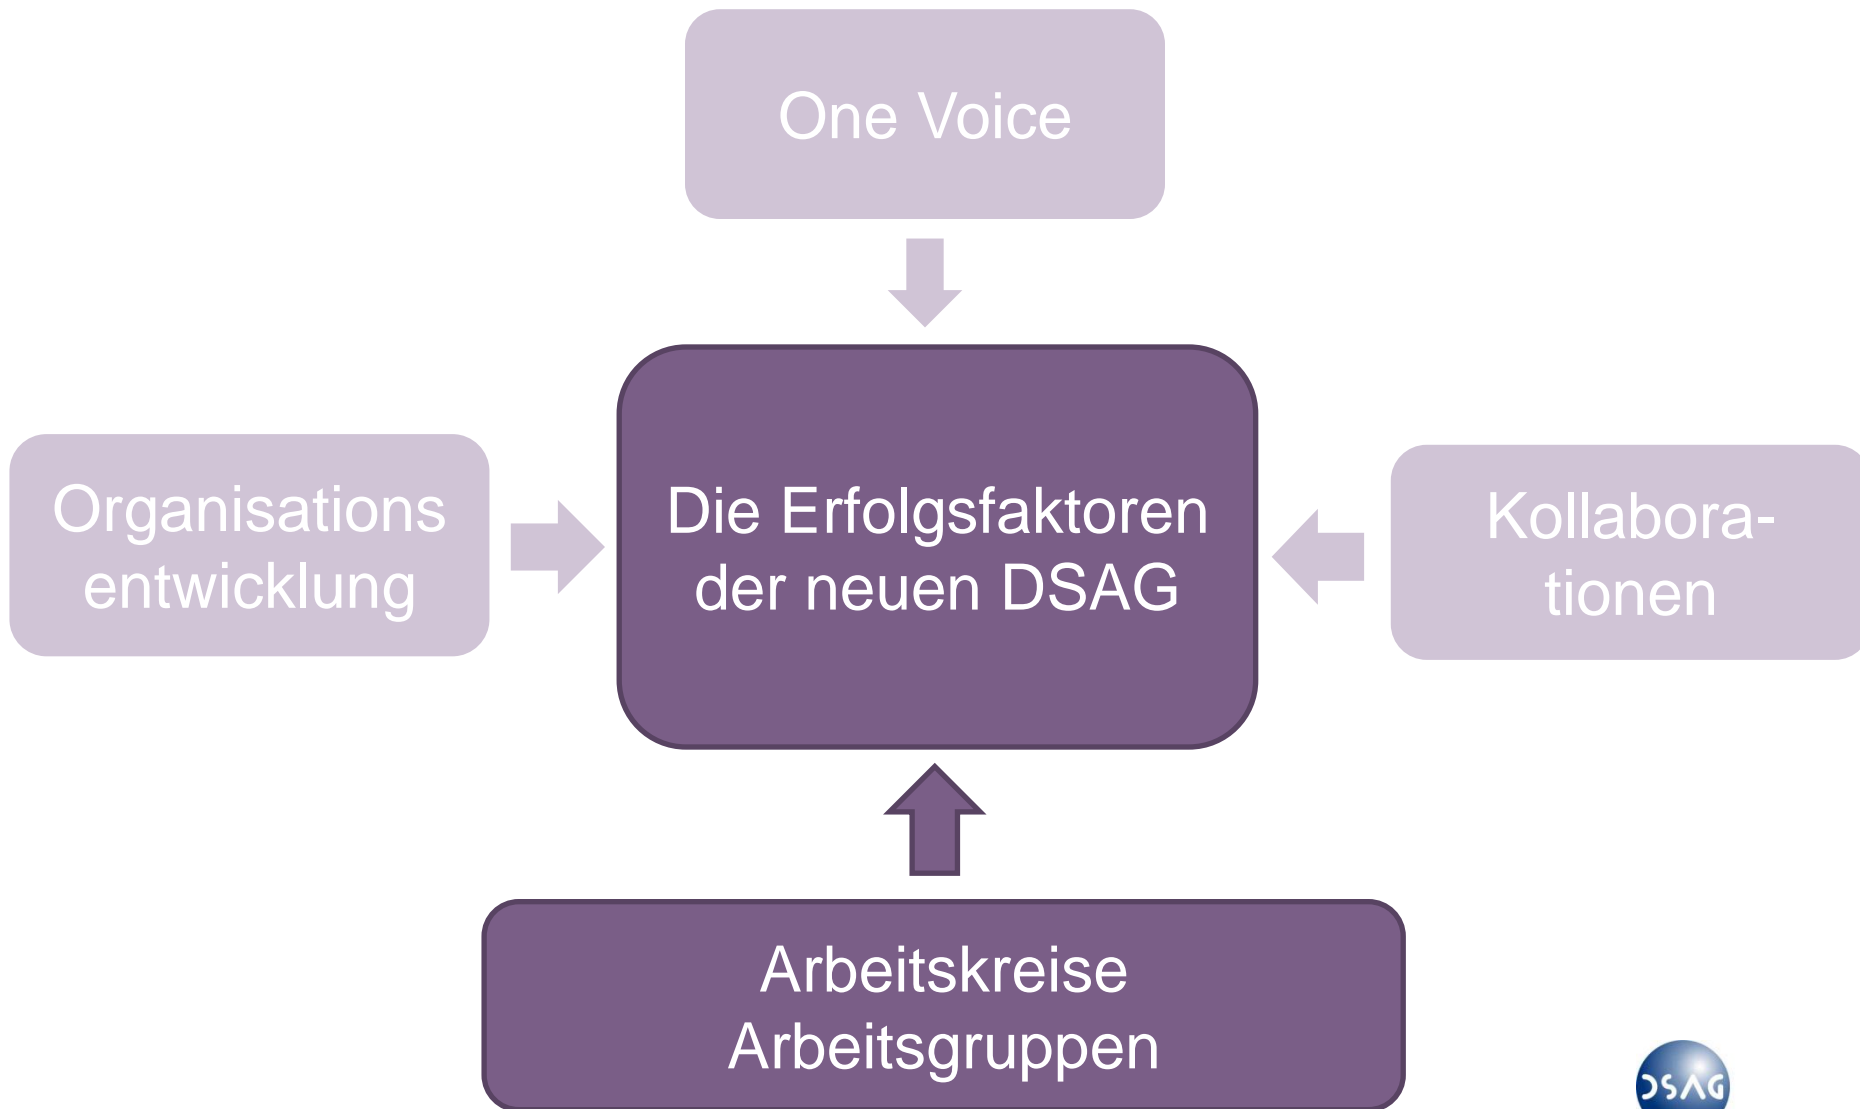 One Voice
Organisations
entwicklung
Die Erfolgsfaktoren
der neuen DSAG
Kollabora-
tionen
Arbeitskreise
Arbeitsgruppen
DSAG